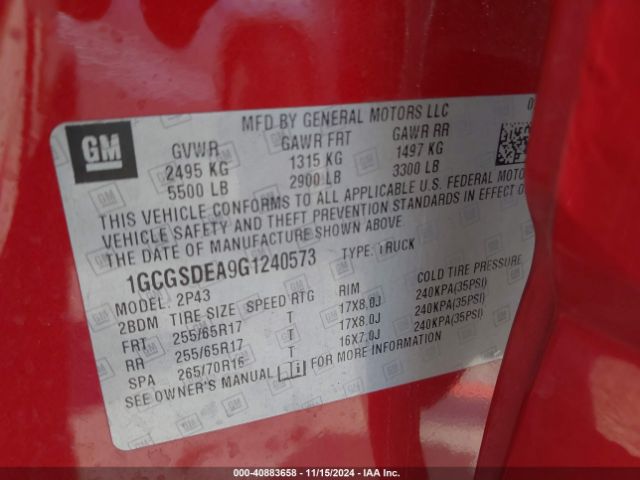 MFD BY GENERAL MOTORS LLC 0
GM GVWR GAWR FRT GAWR RR
2495 KG 1315 KG 1497 KG
5500 LB 2900 LB 3300 LB
THIS VEHICLE CONFORMS TO ALL APPLICABLE U.S. FEDERAL MOTO
VEHICLE SAFETY AND THEFT PREVENTION STANDARDS IN EFFECT O
THE DATE OF MANUFACTURE SHOWN ABOVE.
1GCGSDEA9G1240573 TYPE: TRUCK
MODEL: 2P43
2BDM TIRE SIZE SPEED RTG RIM COLD TIRE PRESSURE
FRT 255/65R17 T 17X8.0J 240KPA(35PSI)
RR 255/65R17 T 17X8.0J 240KPA(35PSI)
SPA 265/70R16 T 16X7.0J 240KPA(35PSI)
SEE OWNER'S MANUAL FOR MORE INFORMATION
000-40883658 - 11/15/2024 - IAA Inc.